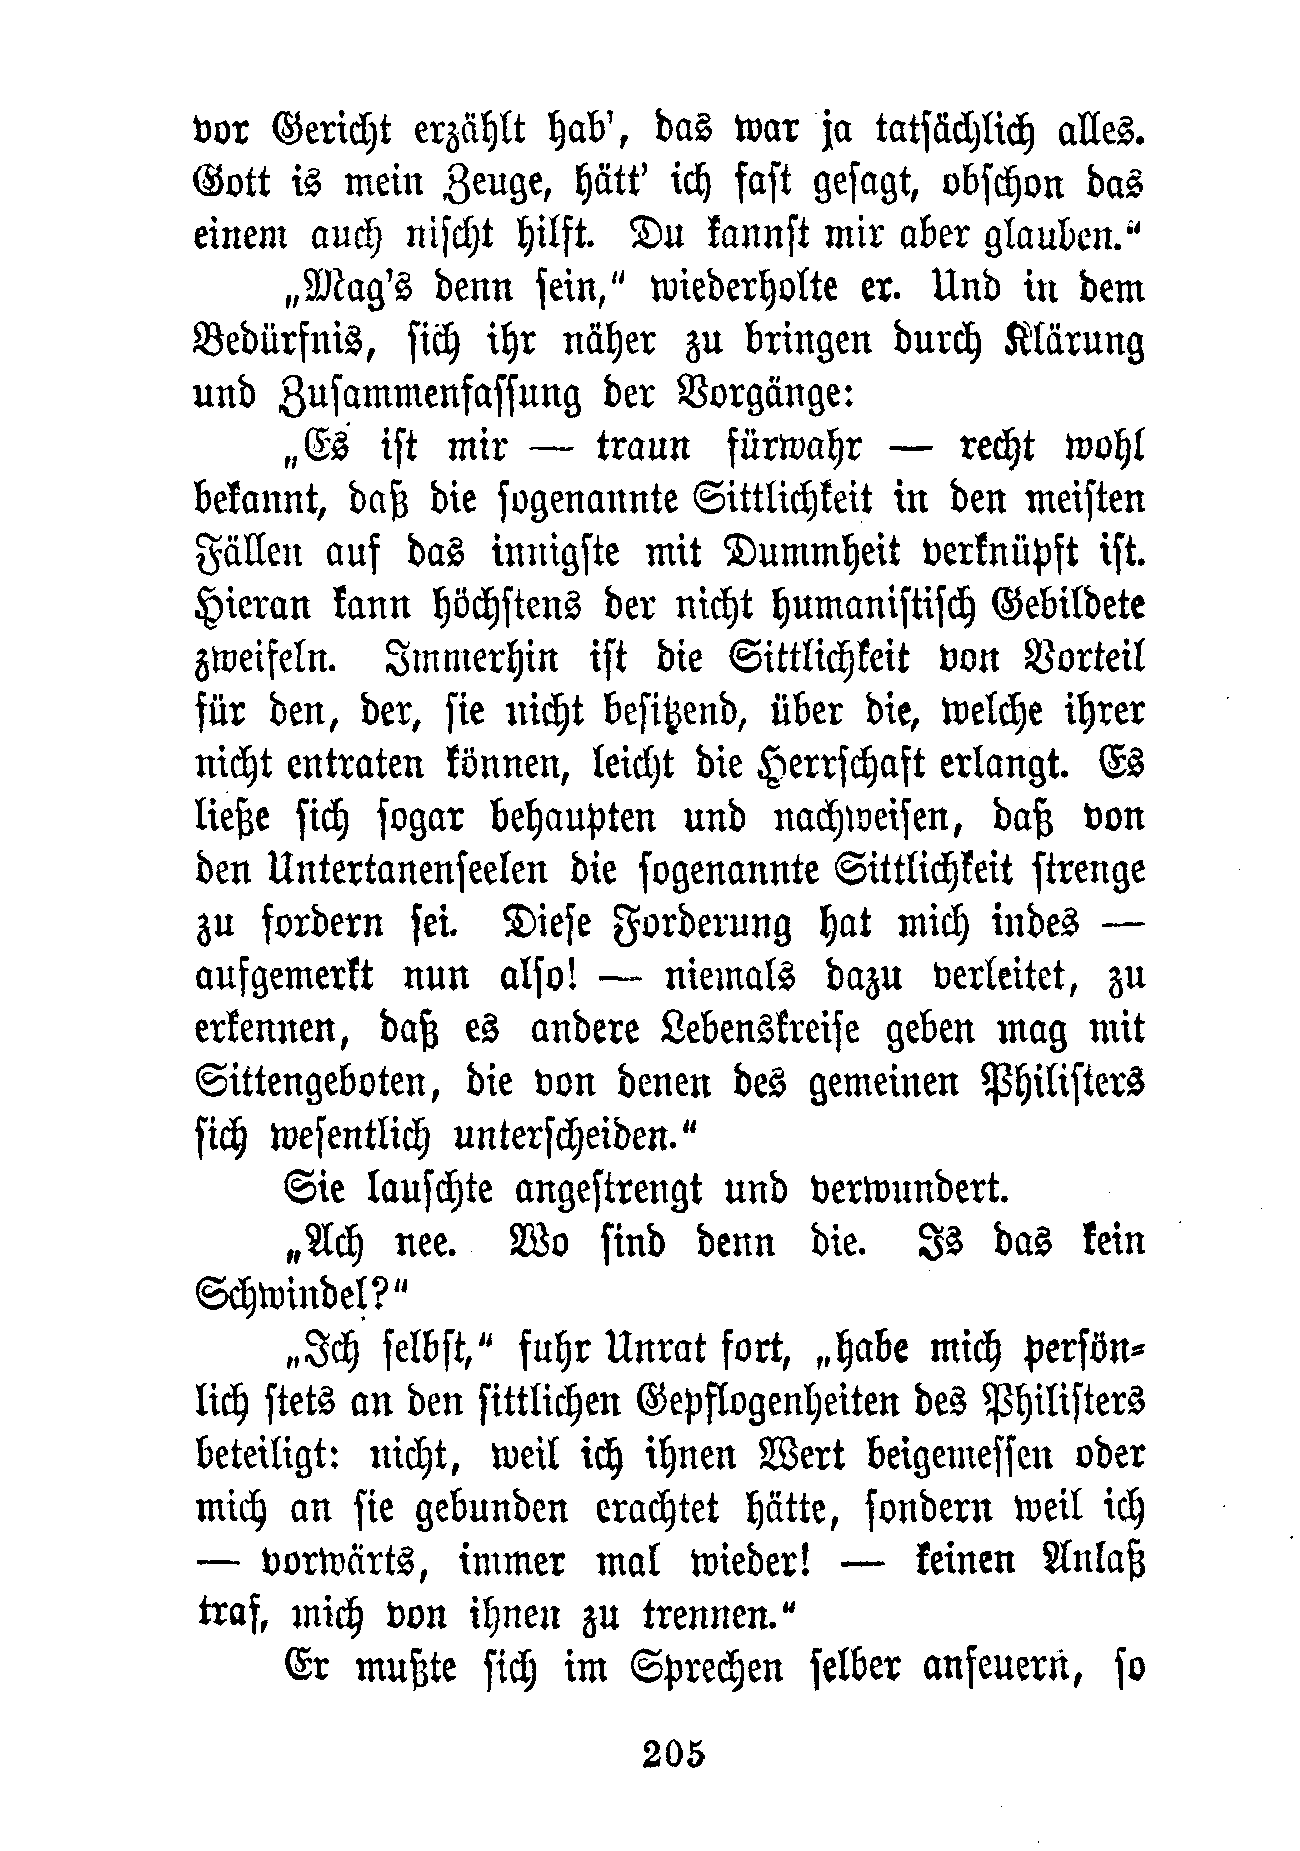 vor Gericht erzählt hab', das war ja tatsächlich alles.
Gott is mein Zeuge, hätt' ich fast gesagt, obschon das
einem auch nischt hilft. Du kannst mir aber glauben.“
„Mag's denn sein,“ wiederholte er. Und in dem
Bedürfnis, sich ihr näher zu bringen durch Klärung
und Zusammenfassung der Vorgänge:
„Es ist mir — traun fürwahr — recht wohl
bekannt, daß die sogenannte Sittlichkeit in den meisten
Fällen auf das innigste mit Dummheit verknüpft ist.
Hieran kann höchstens der nicht humanistisch Gebildete
zweifeln. Immerhin ist die Sittlichkeit von Vorteil
für den, der, sie nicht besitzend, über die, welche ihrer
nicht entraten können, leicht die Herrschaft erlangt. Es
ließe sich sogar behaupten und nachweisen, daß von
den Untertanenseelen die sogenannte Sittlichkeit strenge
zu fordern sei. Diese Forderung hat mich indes —
aufgemerkt nun also! — niemals dazu verleitet, zu
erkennen, daß es andere Lebenskreise geben mag mit
Sittengeboten, die von denen des gemeinen Philisters
sich wesentlich unterscheiden.“
Sie lauschte angestrengt und verwundert.
„Ach nee. Wo sind denn die. Is das kein
Schwindel?“
„Ich selbst,“ fuhr Unrat fort, „habe mich persön-
lich stets an den sittlichen Gepflogenheiten des Philisters
beteiligt: nicht, weil ich ihnen Wert beigemessen oder
mich an sie gebunden erachtet hätte, sondern weil ich
— vorwärts, immer mal wieder! — keinen Anlaß
traf, mich von ihnen zu trennen.“
Er mußte sich im Sprechen selber anfeuern, so
205